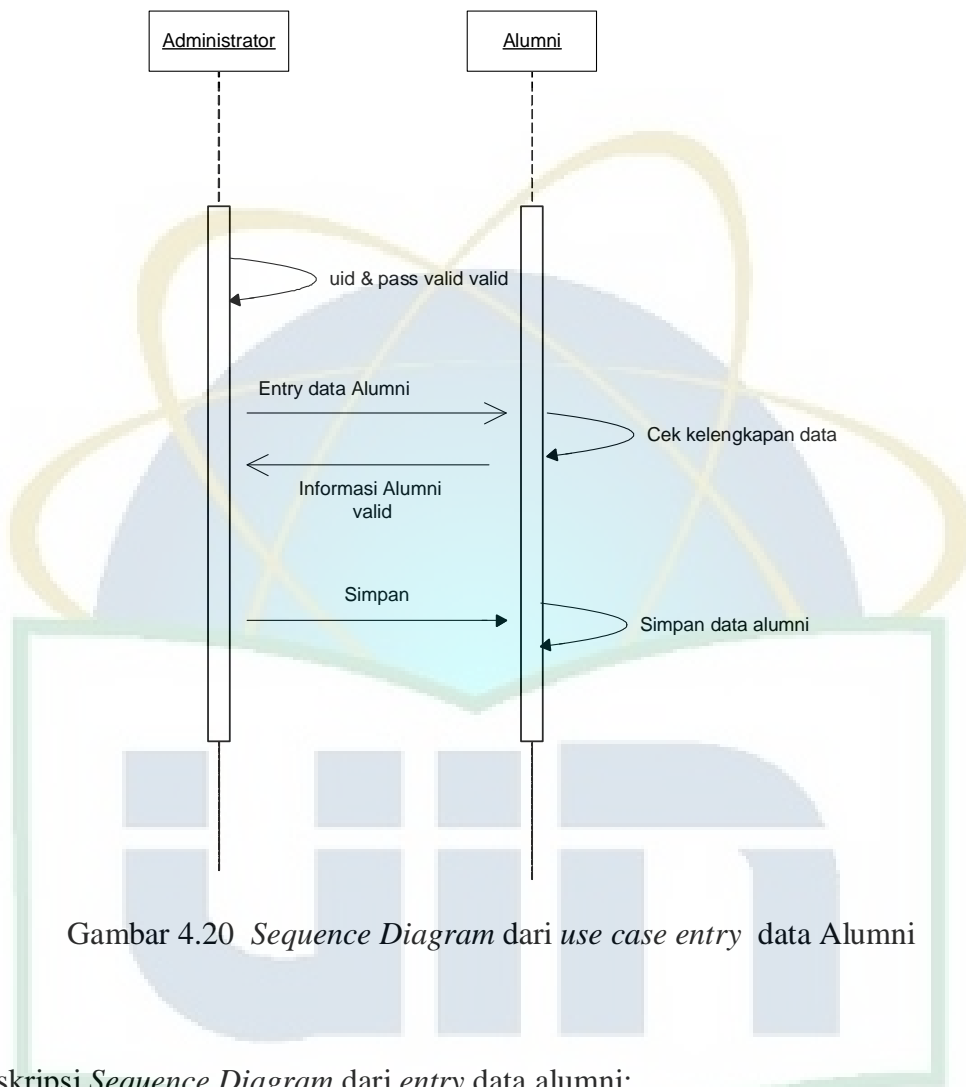 Administrator
Alumni
uid & pass valid valid
Entry data Alumni
Cek kelengkapan data
Informasi Alumni
valid
Simpan
Simpan data alumni
Gambar 4.20 Sequence Diagram dari use case entry data Alumni
skripsi Sequence Diagram dari entry data alumni:
uin